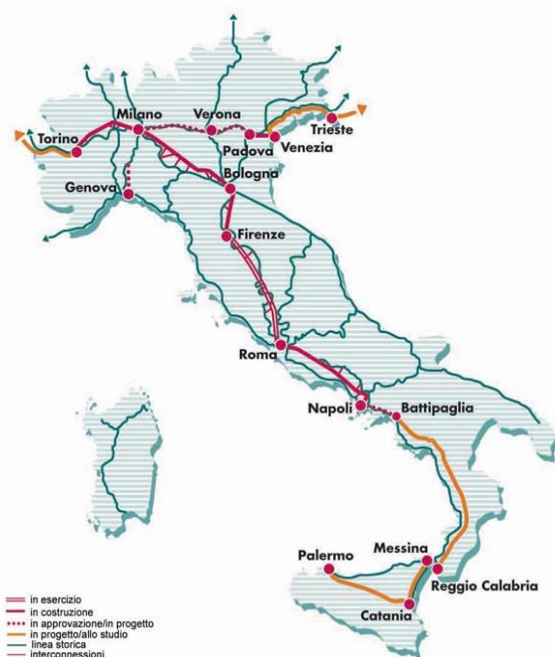 Milano
Verona
Trieste
Torino
Padova
Venezia
Genova
Bologna
Firenze
Roma
Napoli
Battipaglia
Palermo
Messina
Reggio Calabria
Catania
in esercizio
in costruzione
in approvazione/in progetto
in progetto/allo studio
linea storica
interconnessioni